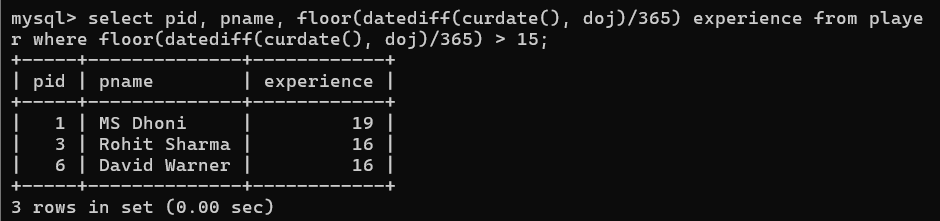 mysql> select pid, pname, floor(datediff(curdate(), doj)/365) experience from playe
r where floor(datediff(curdate(), doj)/365) > 15;
+-----+--------------+------------+
| pid | pname        | experience |
+-----+--------------+------------+
|   1 | MS Dhoni     |         19 |
|   3 | Rohit Sharma |         16 |
|   6 | David Warner |         16 |
+-----+--------------+------------+
3 rows in set (0.00 sec)